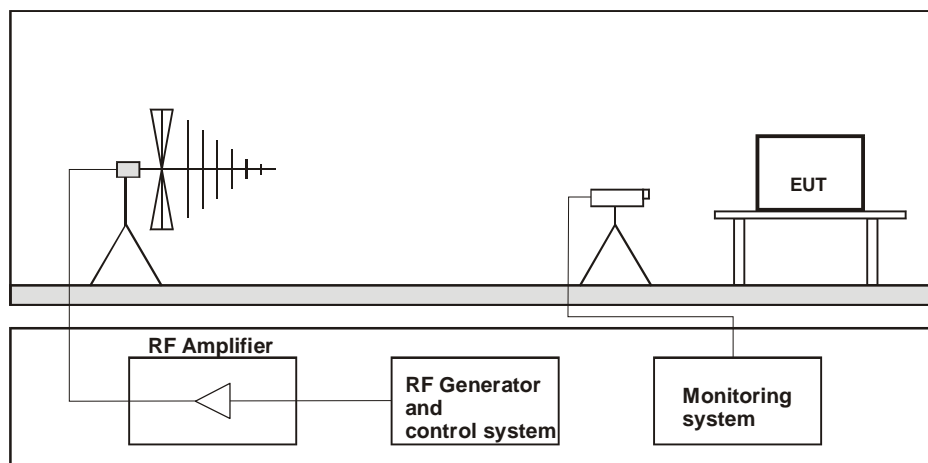 EUT
RF Amplifier
RF Generator
and
control system
Monitoring
system